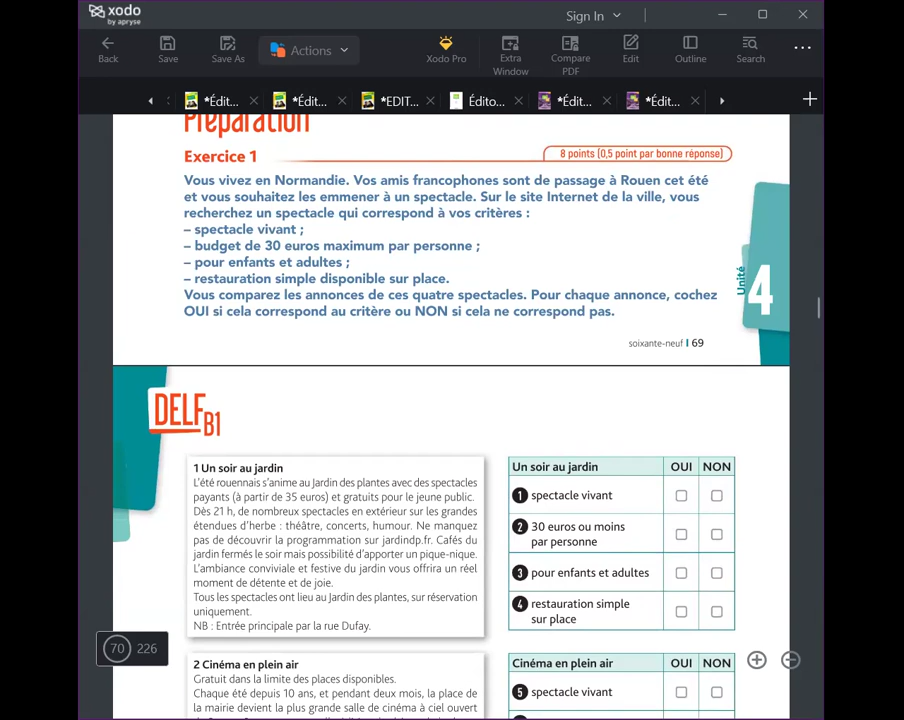 xodo
by apryse
Sign In
Back
Save
Save As
Actions
Xodo Pro
Extra Window
Compare PDF
Edit
Outline
Search
*Édit...
*Édit...
*EDIT...
Édito...
*Édi...
*Éd...
Préparation
Exercice 1
8 points (0,5 point par bonne réponse)
Vous vivez en Normandie. Vos amis francophones sont de passage à Rouen cet été
et vous souhaitez les emmener à un spectacle. Sur le site Internet de la ville, vous
recherchez un spectacle qui correspond à vos critères :
– spectacle vivant ;
– budget de 30 euros maximum par personne ;
– pour enfants et adultes ;
– restauration simple disponible sur place.
Vous comparez les annonces de ces quatre spectacles. Pour chaque annonce, cochez
OUI si cela correspond au critère ou NON si cela ne correspond pas.
Unité
4
soixante-neuf I 69
DELF B1
1 Un soir au jardin
L'été rouennais s'anime au Jardin des plantes avec des spectacles
payants (à partir de 35 euros) et gratuits pour le jeune public.
Dès 21 h, de nombreux spectacles en extérieur sur les grandes
étendues d'herbe : théâtre, concerts, humour. Ne manquez
pas de découvrir la programmation sur jardindp.fr. Cafés du
jardin fermés le soir mais possibilité d'apporter un pique-nique.
L'ambiance conviviale et festive du jardin vous offrira un réel
moment de détente et de joie.
Tous les spectacles ont lieu au Jardin des plantes, sur réservation
uniquement.
NB : Entrée principale par la rue Dufay.
Un soir au jardin OUI NON
1 spectacle vivant
2 30 euros ou moins
par personne
3 pour enfants et adultes
4 restauration simple
sur place
70 226
2 Cinéma en plein air
Gratuit dans la limite des places disponibles.
Chaque été depuis 10 ans, et pendant deux mois, la place de
la mairie devient la plus grande salle de cinéma à ciel ouvert
Cinéma en plein air OUI NON
5 spectacle vivant